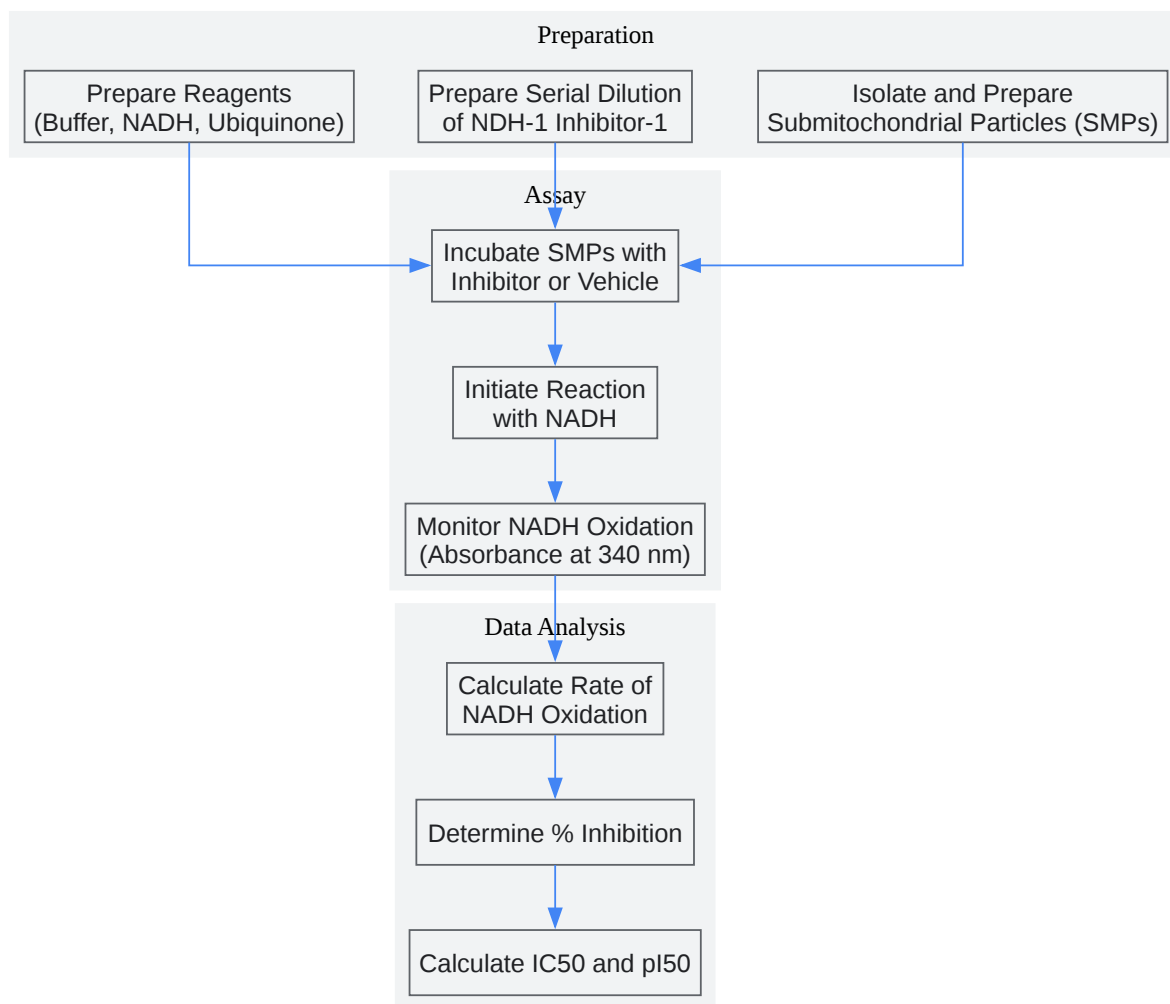 Preparation
Prepare Reagents
(Buffer, NADH, Ubiquinone)
Prepare Serial Dilution
of NDH-1 Inhibitor-1
Isolate and Prepare
Submitochondrial Particles (SMPs)
Assay
Incubate SMPs with
Inhibitor or Vehicle
Initiate Reaction
with NADH
Monitor NADH Oxidation
(Absorbance at 340 nm)
Data Analysis
Calculate Rate of
NADH Oxidation
Determine % Inhibition
Calculate IC50 and pI50